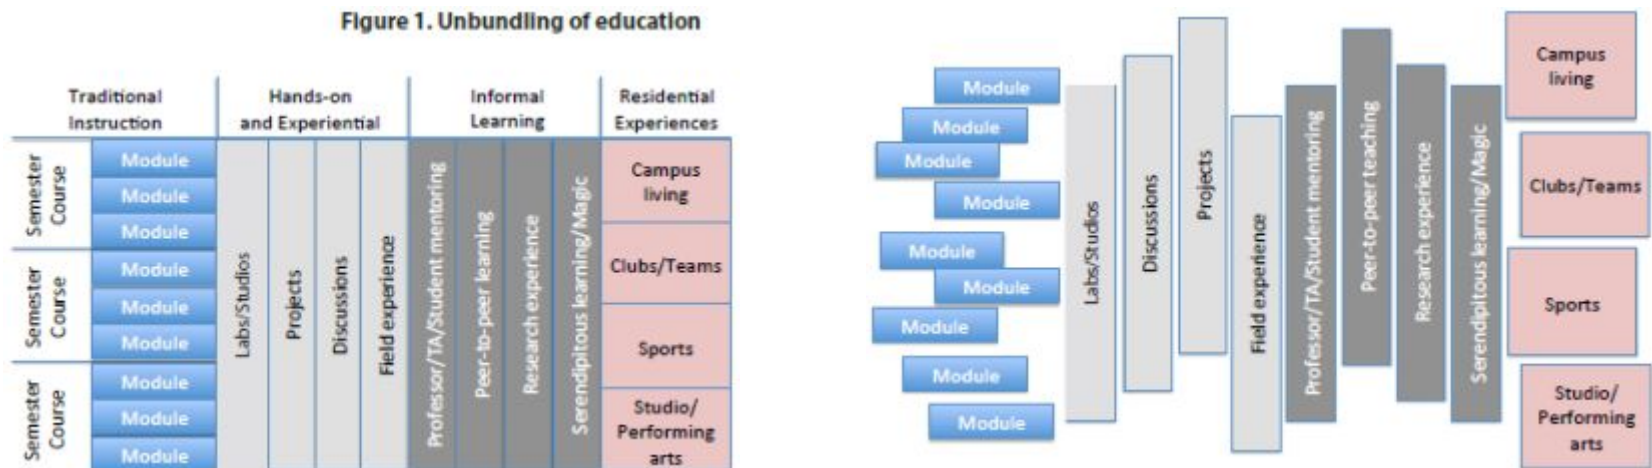 Figure 1. Unbundling of education
Traditional
Instruction
Hands-on
and Experiential
Informal
Learning
Residential
Experiences
Semester
Course
Module
Module
Module
Semester
Course
Module
Module
Module
Semester
Course
Module
Module
Module
Labs/Studios
Projects
Discussions
Field experience
Professor/TA/Student mentoring
Peer-to-peer learning
Research experience
Serendipitous learning/Magic
Campus
living
Clubs/Teams
Sports
Studio/
Performing
arts
Module
Module
Module
Module
Module
Module
Module
Module
Module
Labs/Studios
Discussions
Projects
Field experience
Professor/TA/Student mentoring
Peer-to-peer teaching
Research experience
Serendipitous learning/Magic
Campus
living
Clubs/Teams
Sports
Studio/
Performing
arts